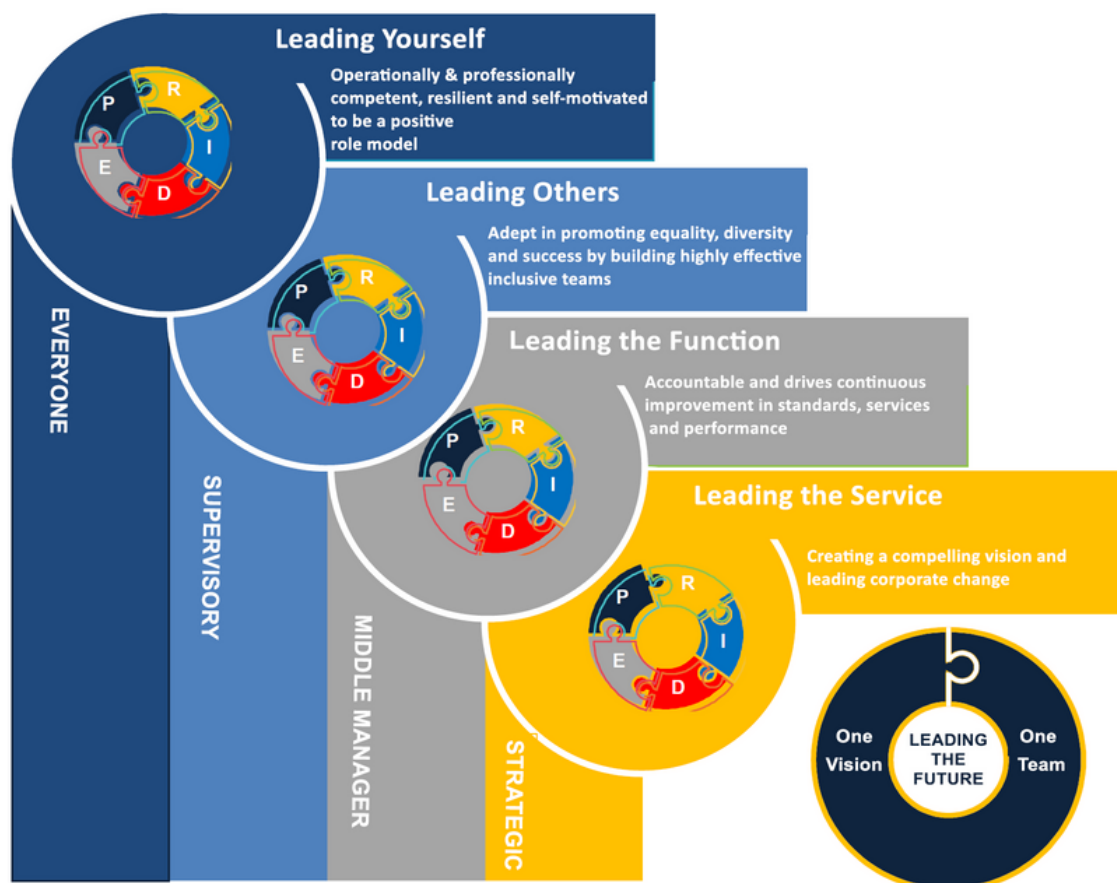 Leading Yourself
Operationally & professionally
competent, resilient and self-motivated
to be a positive
role model
P
R
I
D
E
EVERYONE
Leading Others
Adept in promoting equality, diversity
and success by building highly effective
inclusive teams
P
R
I
D
E
SUPERVISORY
Leading the Function
Accountable and drives continuous
improvement in standards, services
and performance
P
R
I
D
E
MIDDLE MANAGER
Leading the Service
Creating a compelling vision and
leading corporate change
P
R
I
D
E
STRATEGIC
One
Vision
LEADING
THE
FUTURE
One
Team